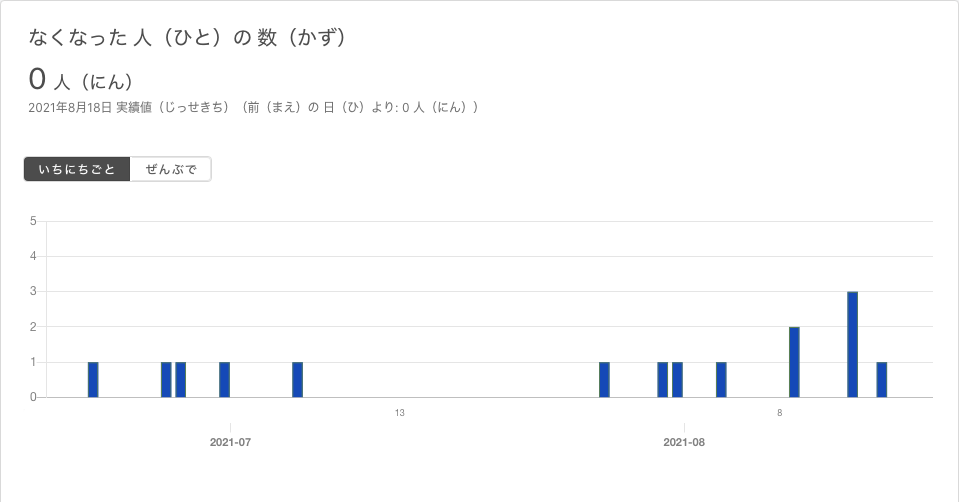 なくなった 人（ひと）の 数（かず）
0 人（にん）
2021年8月18日 実績値（じっせきち）（前（まえ）の 日（ひ）より: 0 人（にん））
いちにちごと ぜんぶで
5
4
3
2
1
0
13 8
2021-07 2021-08